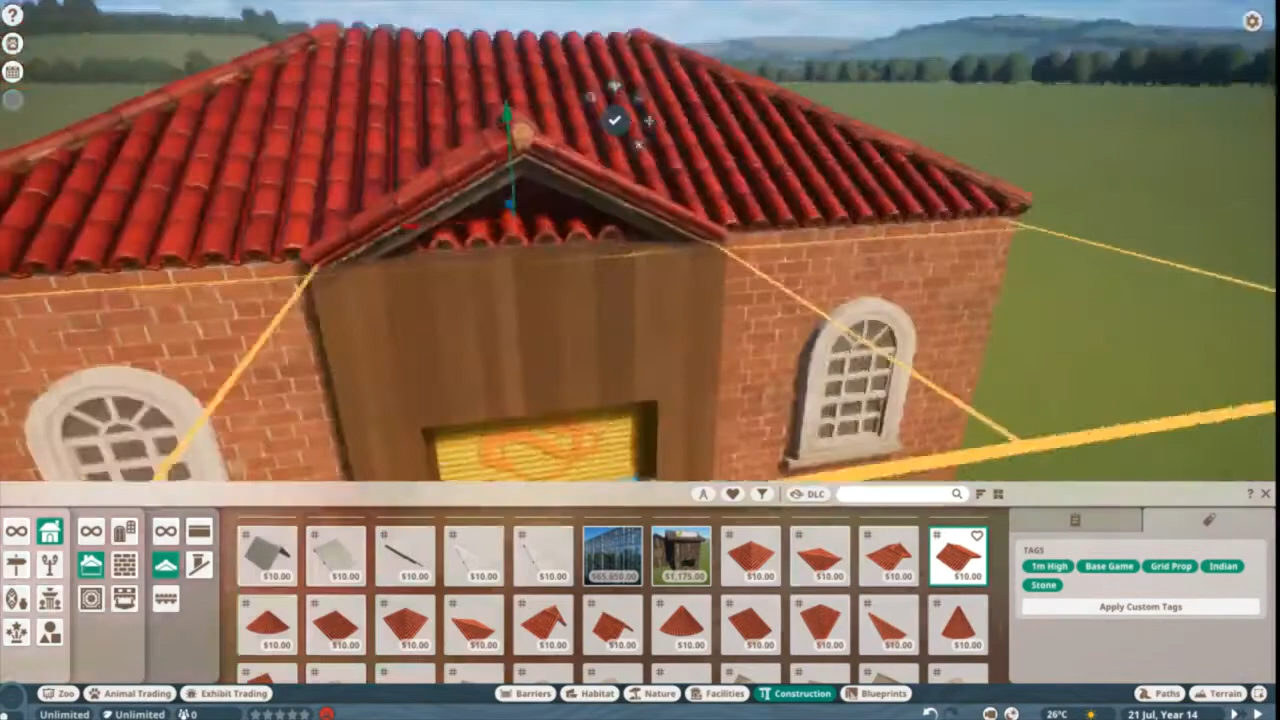 ?
DLC
? ×
$10.00 $10.00 $10.00 $10.00 $10.00 $65,650.00 $1,175.00 $10.00 $10.00 $10.00 $10.00
TAGS
1m High Base Game Grid Prop Indian
Stone
Apply Custom Tags
$10.00 $10.00 $10.00 $10.00 $10.00 $10.00 $10.00 $10.00 $10.00 $10.00 $10.00
Zoo Animal Trading Exhibit Trading Barriers Habitat Nature Facilities Construction Blueprints Paths Terrain
Unlimited Unlimited 0 26°C 21 Jul, Year 14